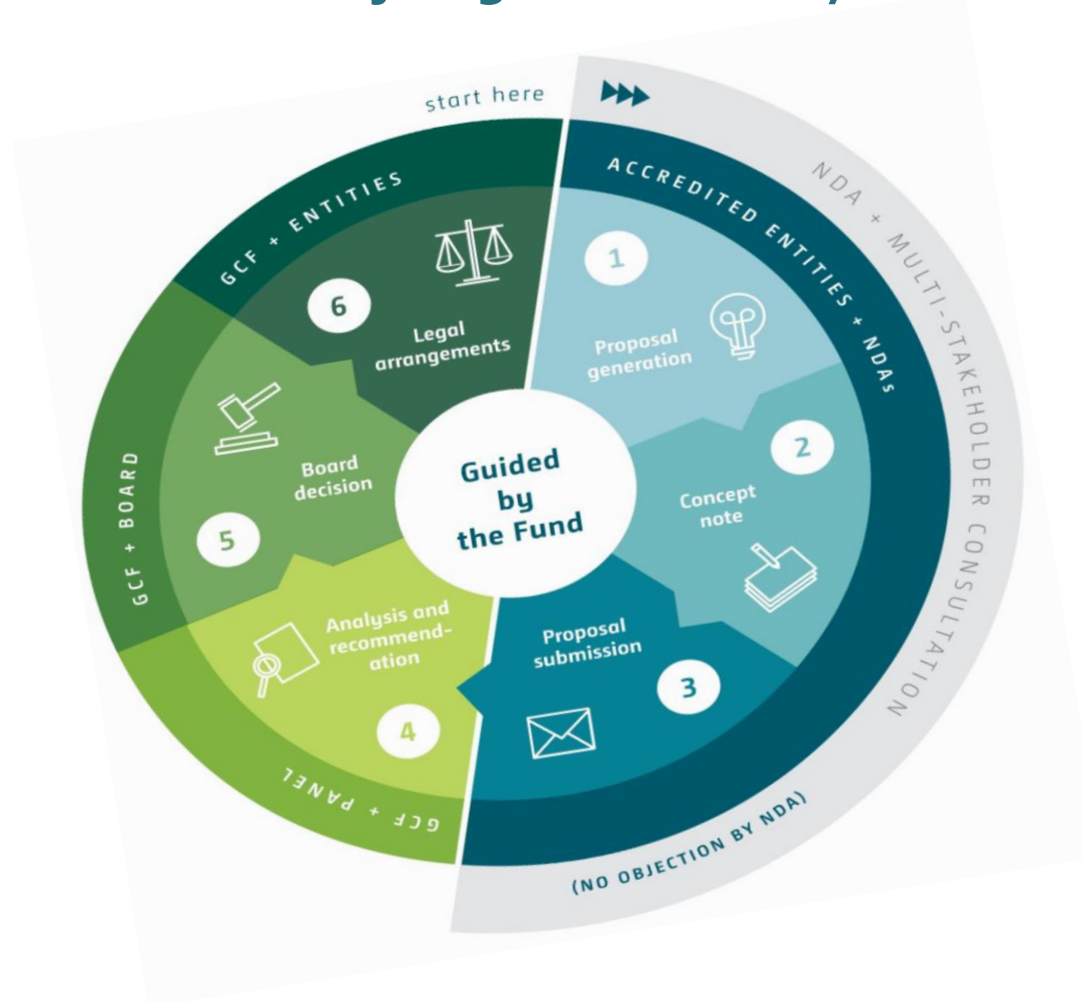 start here
NDA + MULTI-STAKEHOLDER CONSULTATION
(NO OBJECTION BY NDA)
ACCREDITED ENTITIES + NDAs
1
Proposal
generation
2
Concept
note
3
Proposal
submission
GCF + PANEL
4
Analysis and
recommend-
ation
GCF + BOARD
5
Board
decision
GCF + ENTITIES
6
Legal
arrangements
Guided
by
the Fund